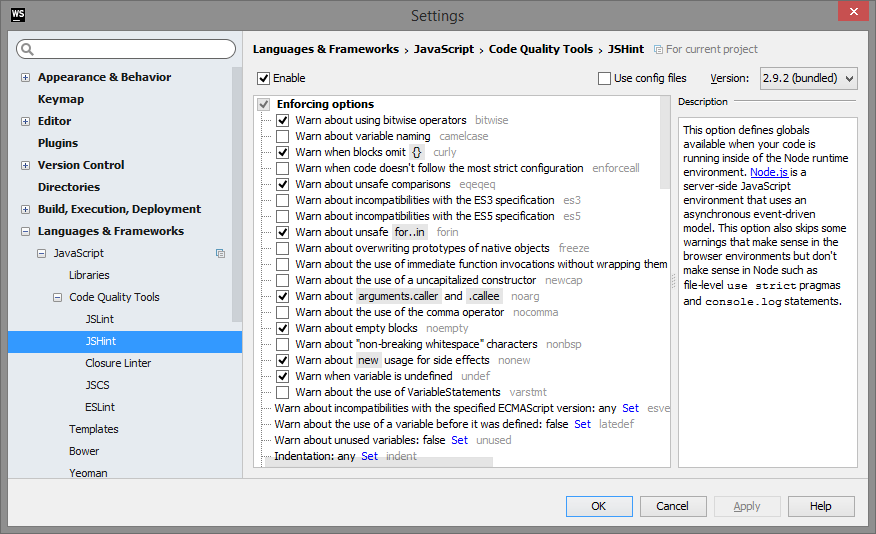 WS
Settings
Appearance & Behavior
Keymap
Editor
Plugins
Version Control
Directories
Build, Execution, Deployment
Languages & Frameworks
JavaScript
Libraries
Code Quality Tools
JSLint
JSHint
Closure Linter
JSCS
ESLint
Templates
Bower
Yeoman
Languages & Frameworks › JavaScript › Code Quality Tools › JSHint For current project
Enable Use config files Version: 2.9.2 (bundled)
Enforcing options
Warn about using bitwise operators bitwise
Warn about variable naming camelcase
Warn when blocks omit {} curly
Warn when code doesn't follow the most strict configuration enforceall
Warn about unsafe comparisons eqeqeq
Warn about incompatibilities with the ES3 specification es3
Warn about incompatibilities with the ES5 specification es5
Warn about unsafe for..in forin
Warn about overwriting prototypes of native objects freeze
Warn about the use of immediate function invocations without wrapping them
Warn about the use of a uncapitalized constructor newcap
Warn about arguments.caller and .callee noarg
Warn about the use of the comma operator nocomma
Warn about empty blocks noempty
Warn about "non-breaking whitespace" characters nonbsp
Warn about new usage for side effects nonew
Warn when variable is undefined undef
Warn about the use of VariableStatements varstmt
Warn about incompatibilities with the specified ECMAScript version: any Set esve
Warn about the use of a variable before it was defined: false Set latedef
Warn about unused variables: false Set unused
Indentation: any Set indent
Description
This option defines globals
available when your code is
running inside of the Node runtime
environment. Node.js is a
server-side JavaScript
environment that uses an
asynchronous event-driven
model. This option also skips some
warnings that make sense in the
browser environments but don't
make sense in Node such as
file-level use strict pragmas
and console.log statements.
OK Cancel Apply Help